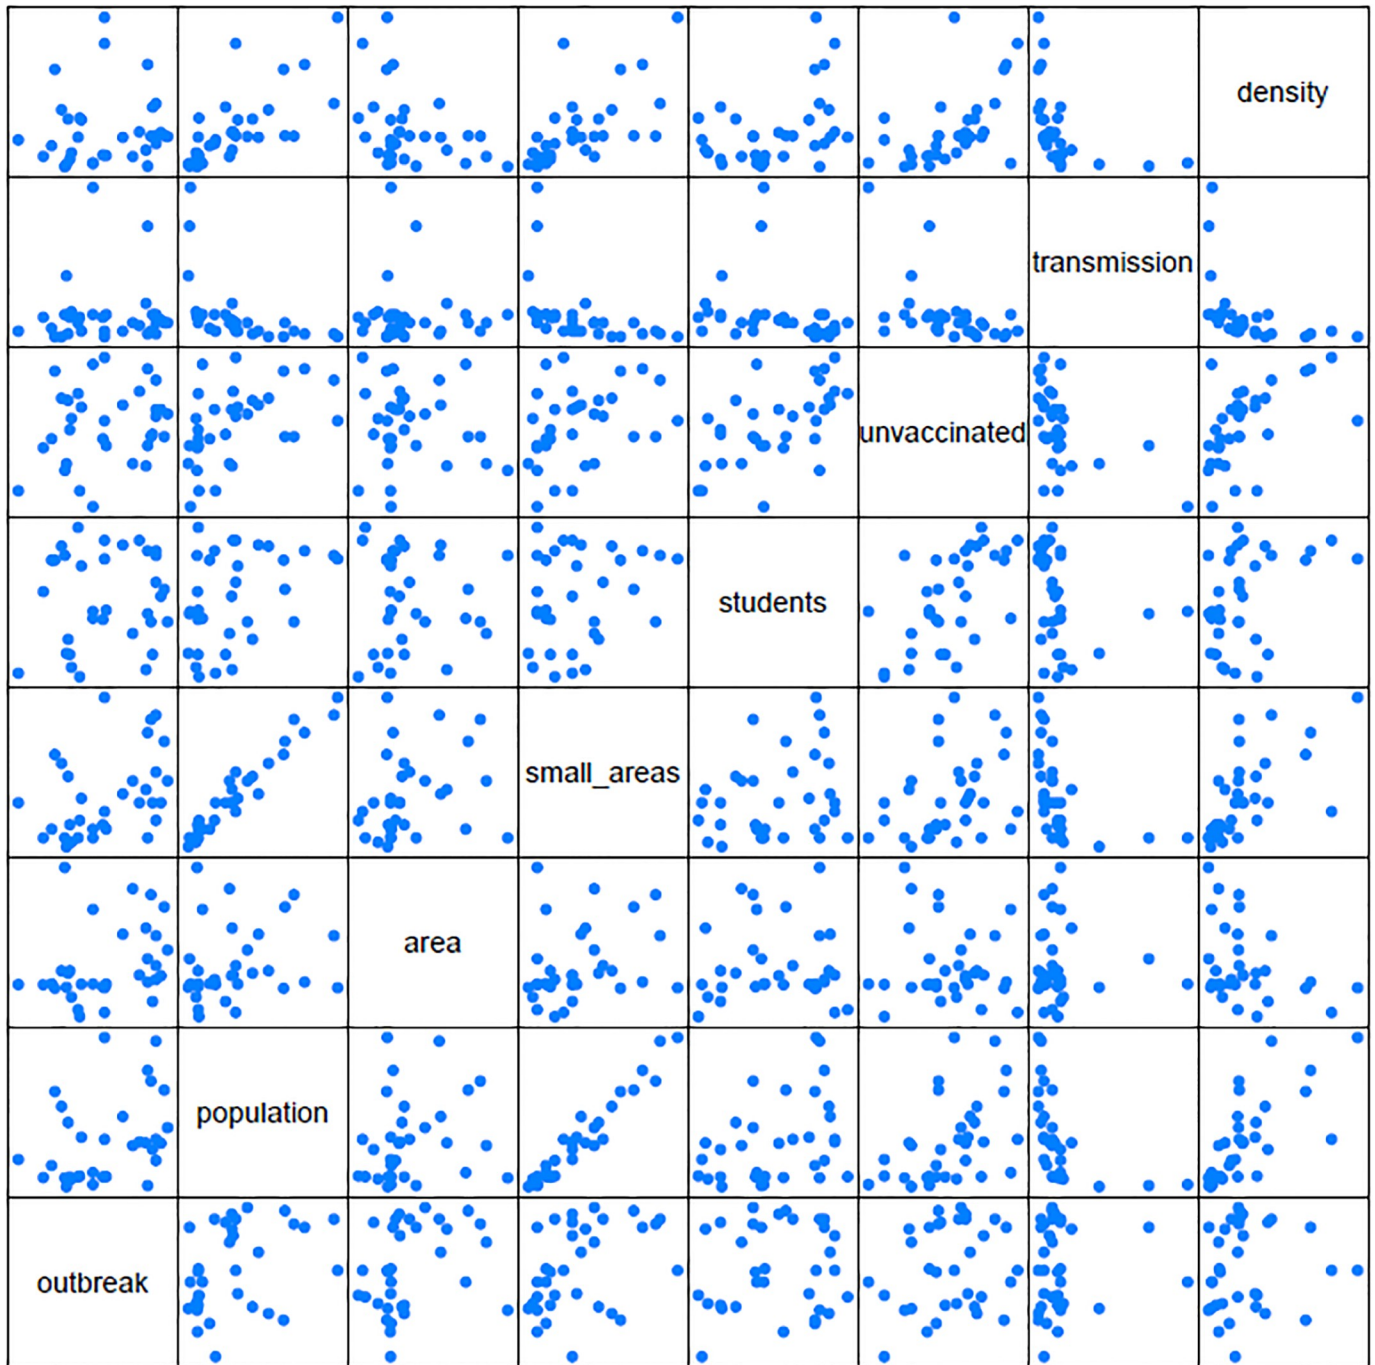 density
transmission
unvaccinated
students
small_areas
area
population
outbreak